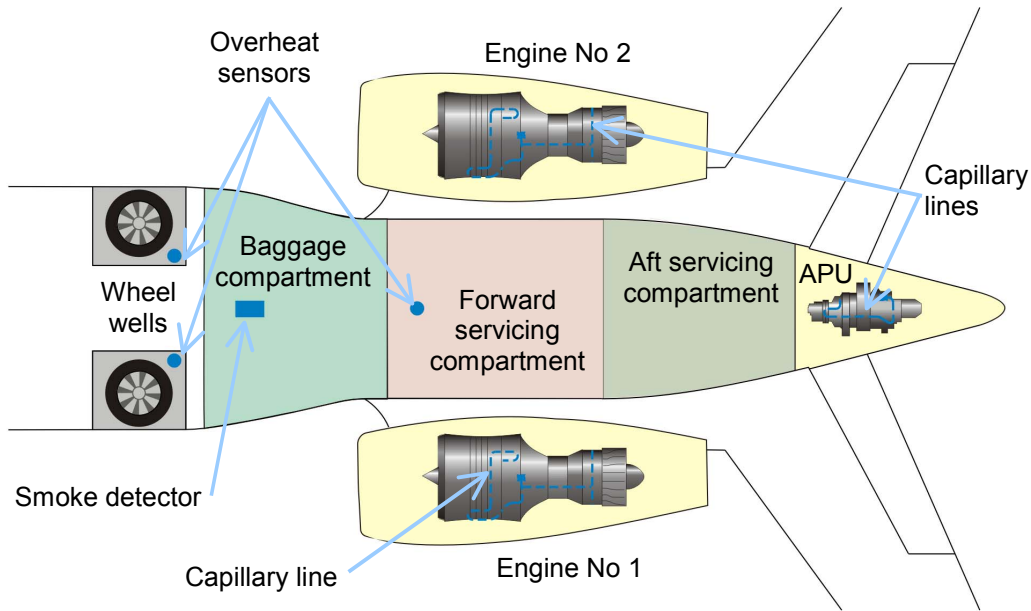 Overheat
sensors
Engine No 2
Capillary
lines
Baggage
compartment
Aft servicing
compartment
APU
Wheel
wells
Forward
servicing
compartment
Smoke detector
Capillary line
Engine No 1